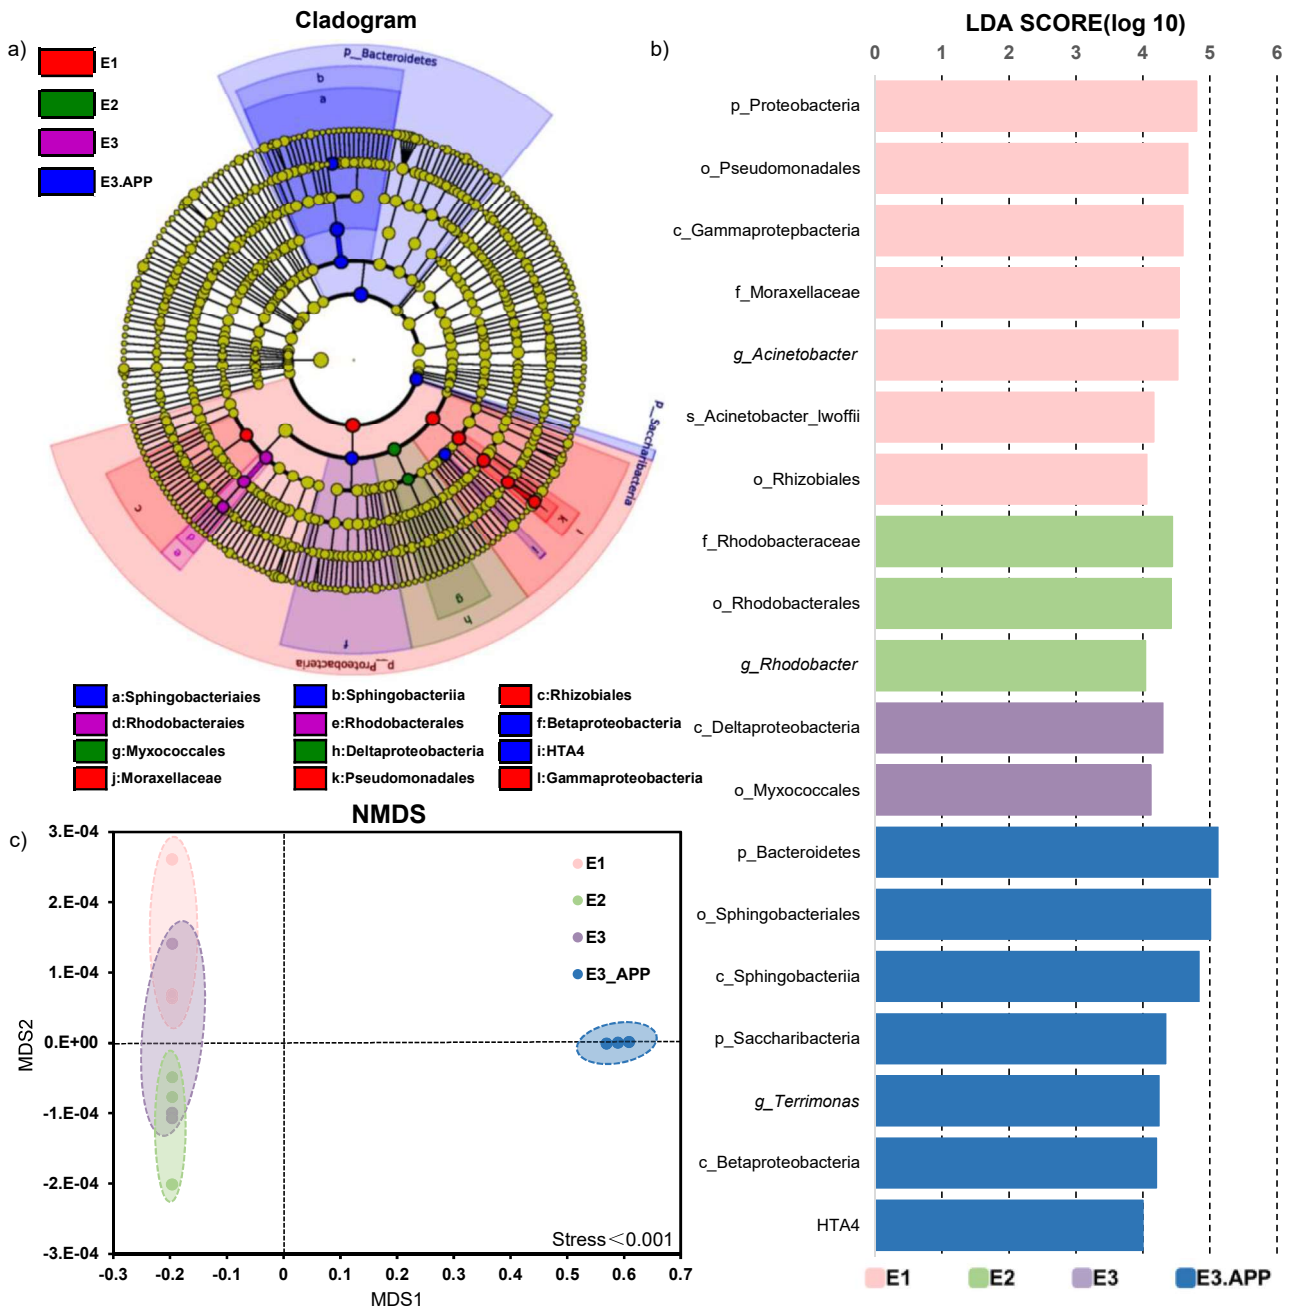 Cladogram
a)
E1
E2
E3
E3.APP
p__Bacteroidetes
b
a
p__Saccharibacteria
c
d
e
f
g
h
i
j
k
l
p__Proteobacteria
a:Sphingobacteriaies
b:Sphingobacteriia
c:Rhizobiales
d:Rhodobacteraies
e:Rhodobacterales
f:Betaproteobacteria
g:Myxococcales
h:Deltaproteobacteria
i:HTA4
j:Moraxellaceae
k:Pseudomonadales
l:Gammaproteobacteria
b)
LDA SCORE(log 10)
0 1 2 3 4 5 6
p_Proteobacteria
o_Pseudomonadales
c_Gammaprotepbacteria
f_Moraxellaceae
g_Acinetobacter
s_Acinetobacter_lwoffii
o_Rhizobiales
f_Rhodobacteraceae
o_Rhodobacterales
g_Rhodobacter
c_Deltaproteobacteria
o_Myxococcales
p_Bacteroidetes
o_Sphingobacteriales
c_Sphingobacteriia
p_Saccharibacteria
g_Terrimonas
c_Betaproteobacteria
HTA4
E1 E2 E3 E3.APP
c)
NMDS
3.E-04
2.E-04
1.E-04
0.E+00
-1.E-04
-2.E-04
-3.E-04
MDS2
E1
E2
E3
E3_APP
Stress＜0.001
-0.3 -0.2 -0.1 0 0.1 0.2 0.3 0.4 0.5 0.6 0.7
MDS1